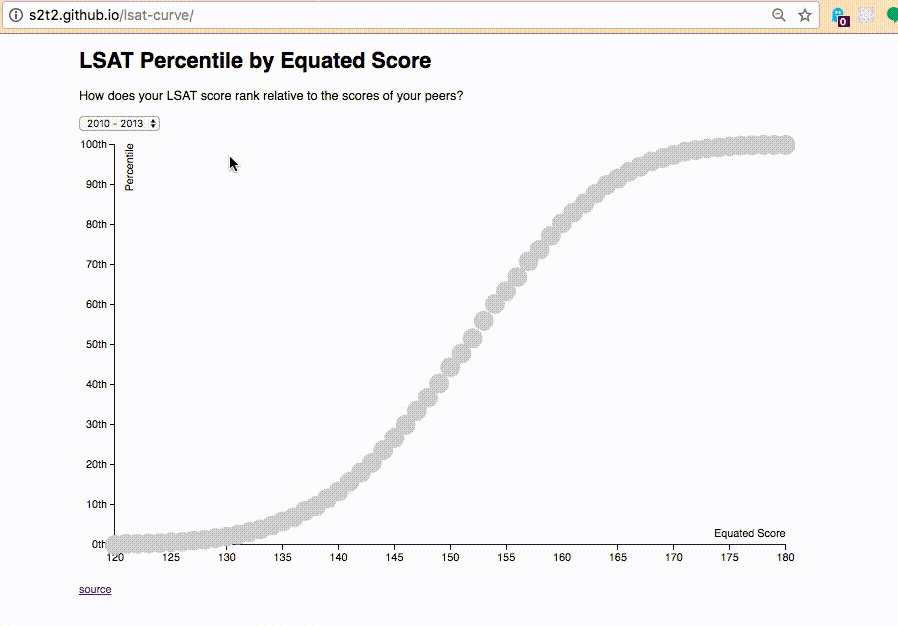 s2t2.github.io/lsat-curve/
0
LSAT Percentile by Equated Score
How does your LSAT score rank relative to the scores of your peers?
2010 - 2013
100th
Percentile
90th
80th
70th
60th
50th
40th
30th
20th
10th
0th
Equated Score
120 125 130 135 140 145 150 155 160 165 170 175 180
source